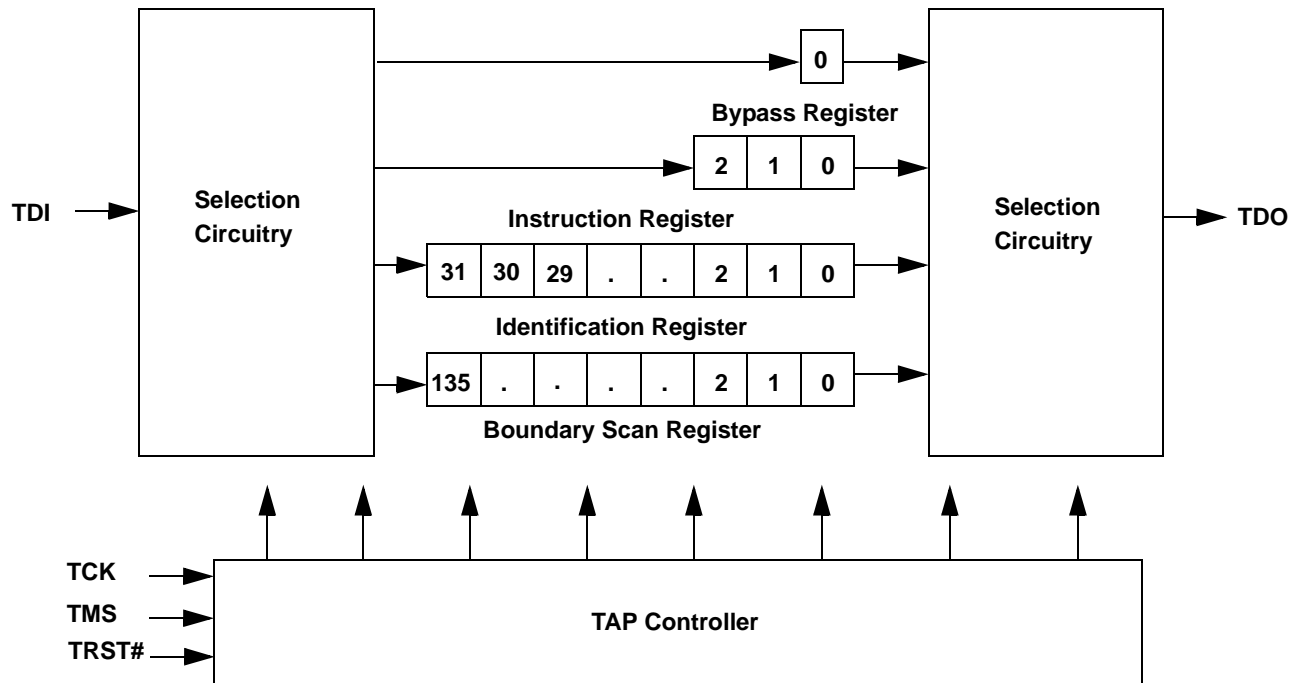 0
Bypass Register
2 1 0
TDI
Selection
Circuitry
Selection
Circuitry
TDO
Instruction Register
31 30 29 . . 2 1 0
Identification Register
135 . . . . 2 1 0
Boundary Scan Register
TCK
TMS
TRST#
TAP Controller